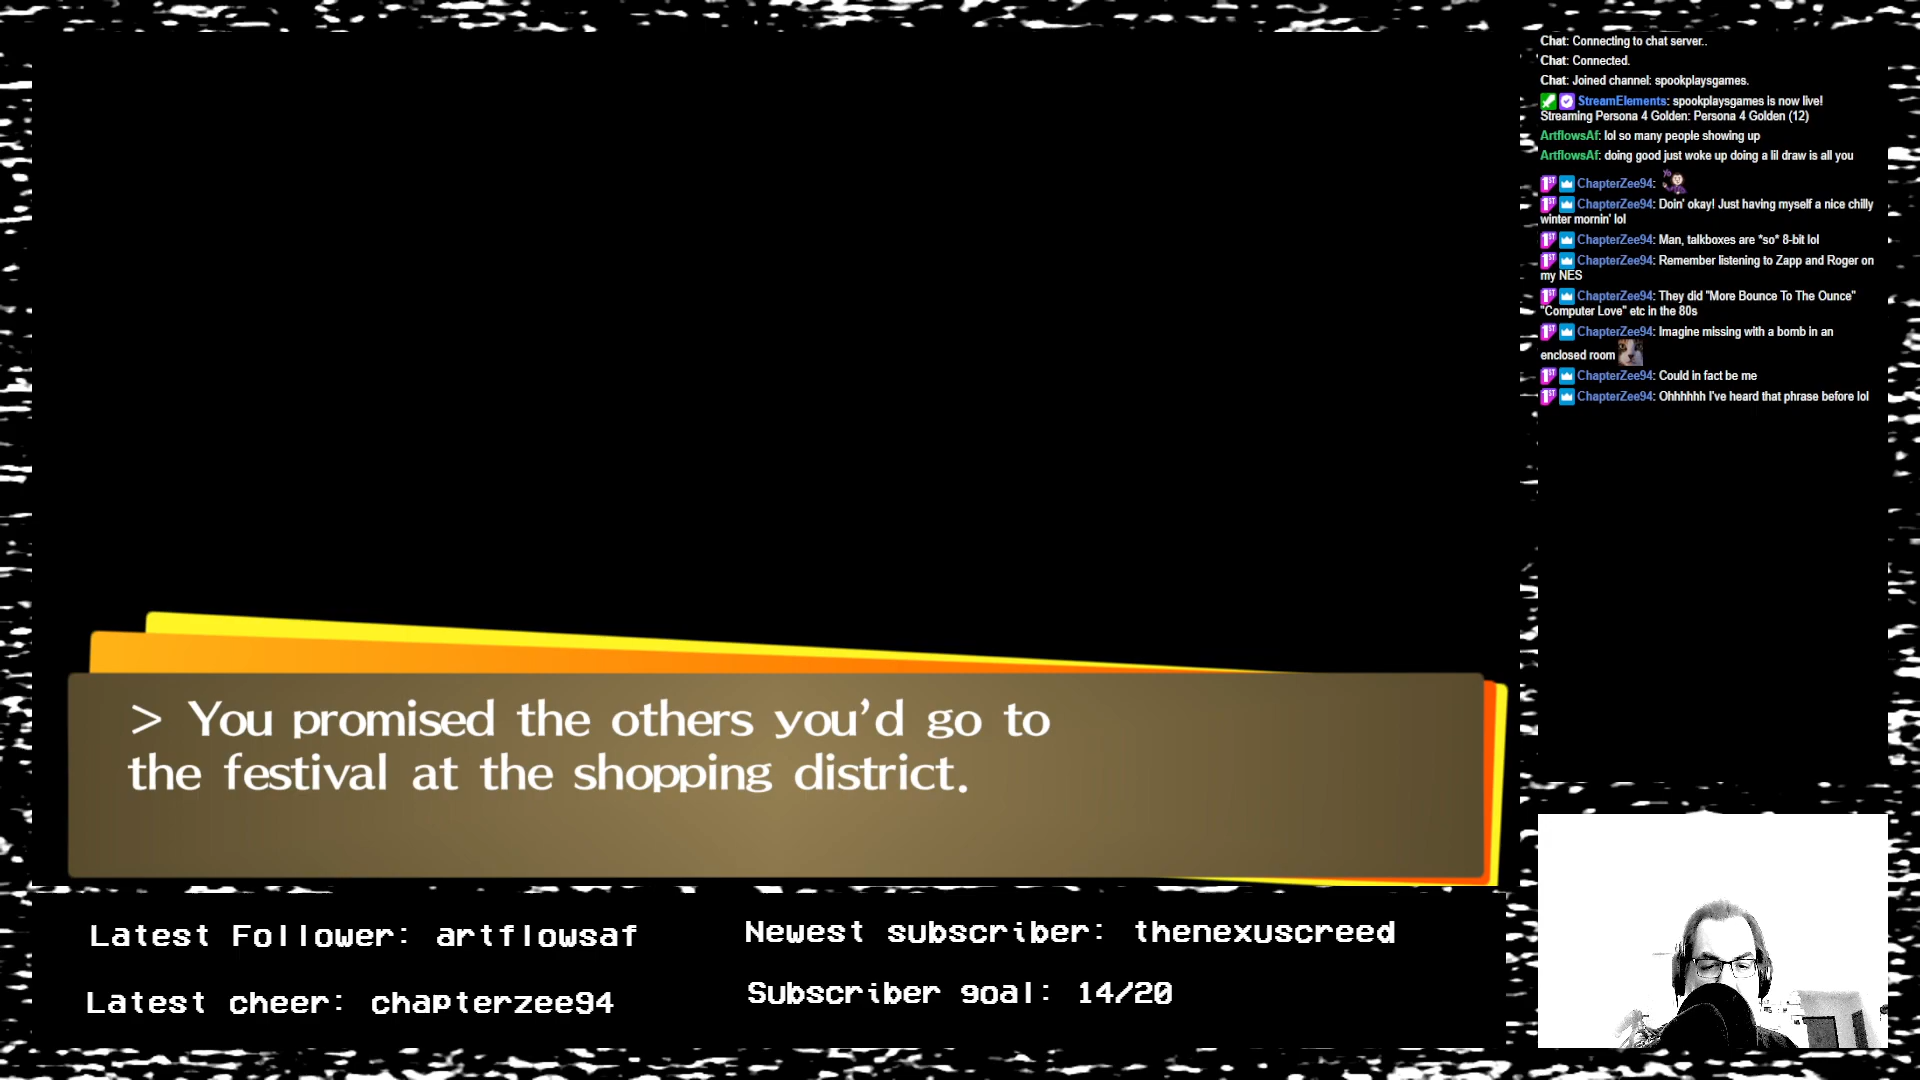 > You promised the others you'd go to
the festival at the shopping district.
Latest Follower: artflowsaf
Newest subscriber: thenexuscreed
Latest cheer: chapterzee94
Subscriber goal: 14/20
Chat: Connecting to chat server..
Chat: Connected.
Chat: Joined channel: spookplaysgames.
StreamElements: spookplaysgames is now live!
Streaming Persona 4 Golden: Persona 4 Golden (12)
ArtflowsAf: lol so many people showing up
ArtflowsAf: doing good just woke up doing a lil draw is all you
ChapterZee94:
ChapterZee94: Doin' okay! Just having myself a nice chilly
winter mornin' lol
ChapterZee94: Man, talkboxes are *so* 8-bit lol
ChapterZee94: Remember listening to Zapp and Roger on
my NES
ChapterZee94: They did "More Bounce To The Ounce"
"Computer Love" etc in the 80s
ChapterZee94: Imagine missing with a bomb in an
enclosed room
ChapterZee94: Could in fact be me
ChapterZee94: Ohhhhhh I've heard that phrase before lol